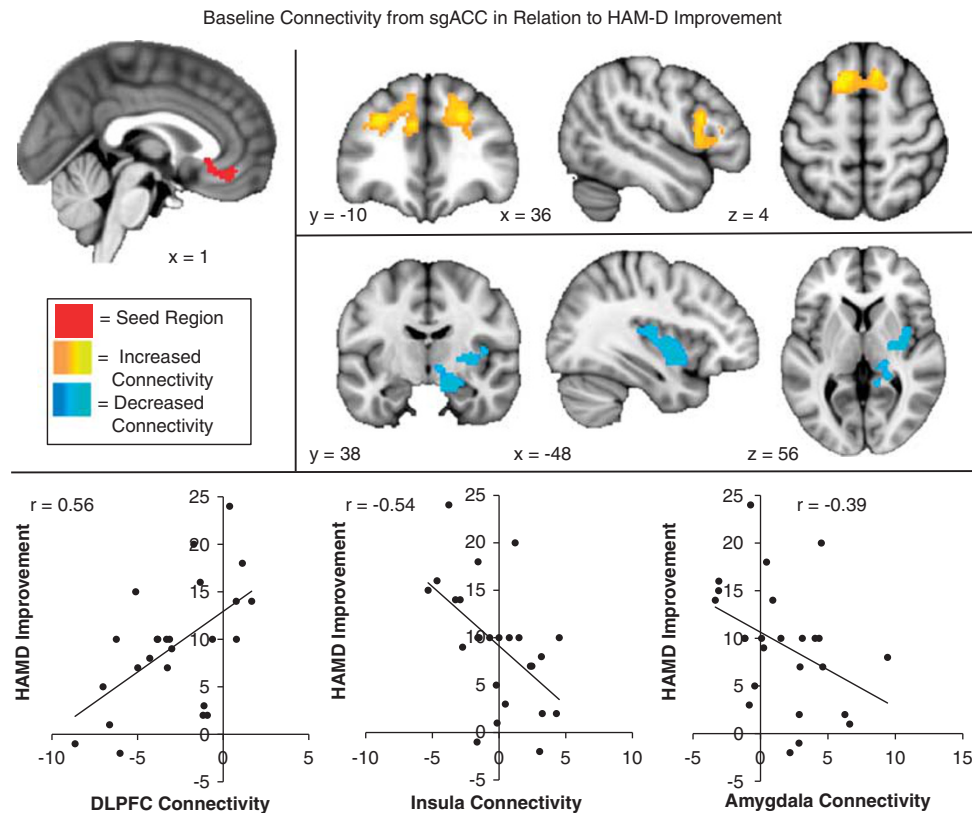 Baseline Connectivity from sgACC in Relation to HAM-D Improvement
x = 1
y = -10
x = 36
z = 4
= Seed Region
= Increased
Connectivity
= Decreased
Connectivity
y = 38
x = -48
z = 56
r = 0.56
HAMD Improvement
25
20
15
10
5
0
-5
-10
-5
0
5
DLPFC Connectivity
r = -0.54
HAMD Improvement
25
20
15
10
5
0
-5
-10
-5
0
5
10
Insula Connectivity
r = -0.39
HAMD Improvement
25
20
15
10
5
0
-5
-5
0
5
10
15
Amygdala Connectivity